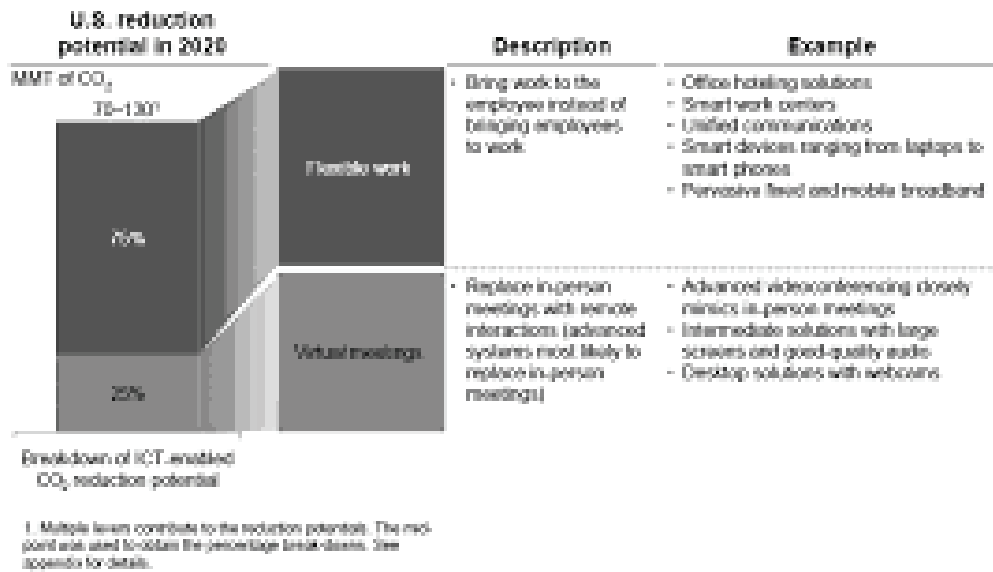 U.S. reduction
potential in 2020
MMT of CO₂
70–130¹
75%
25%
Breakdown of ICT-enabled
CO₂ reduction potential
Flexible work
Virtual meetings
Description
• Bring work to the
employee instead of
bringing employees
to work
• Replace in-person
meetings with remote
interactions (advanced
systems most likely to
replace in-person
meetings)
Example
- Office hoteling solutions
- Smart work centers
- Unified communications
- Smart devices ranging from laptops to
smart phones
- Pervasive fixed and mobile broadband
- Advanced videoconferencing closely
mimics in-person meetings
- Intermediate solutions with large
screens and good-quality audio
- Desktop solutions with webcams
1. Multiple levers contribute to the reduction potentials. The mid-
point was used to obtain the percentage break-downs. See
appendix for details.